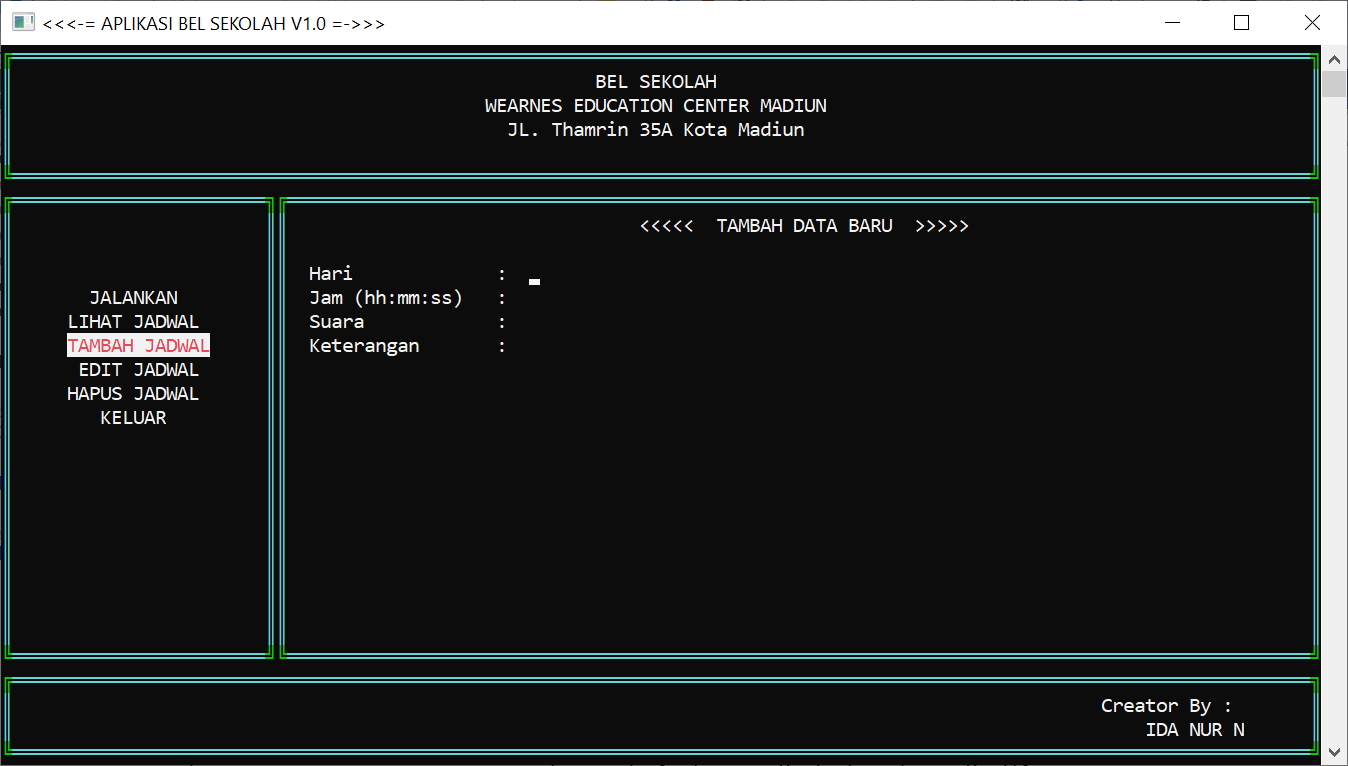 <<<-= APLIKASI BEL SEKOLAH V1.0 =->>>
BEL SEKOLAH
WEARNES EDUCATION CENTER MADIUN
JL. Thamrin 35A Kota Madiun
JALANKAN
LIHAT JADWAL
TAMBAH JADWAL
EDIT JADWAL
HAPUS JADWAL
KELUAR
<<<<< TAMBAH DATA BARU >>>>>
Hari :
Jam (hh:mm:ss) :
Suara :
Keterangan :
Creator By :
IDA NUR N